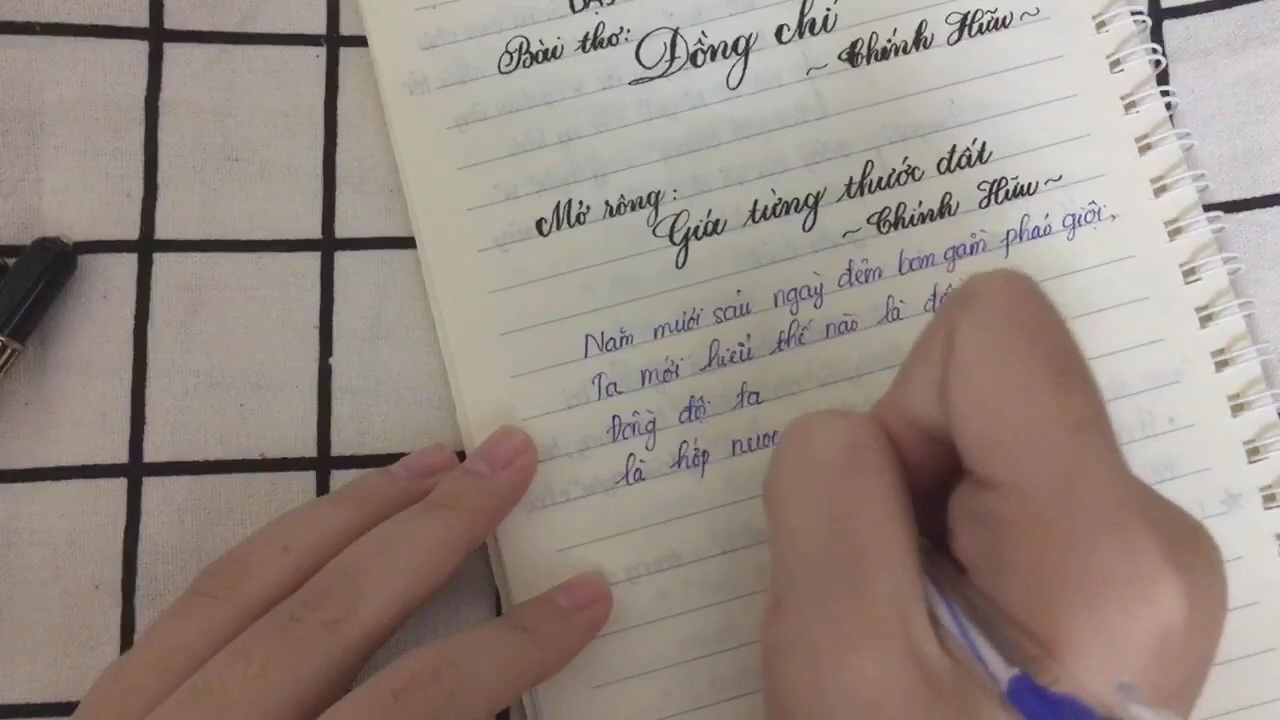 Bài thơ: Đồng chí
~ Chính Hữu ~
Mở rộng:
Giá từng thước đất
~ Chính Hữu ~
Năm mươi sáu ngày đêm bom gầm pháo giội,
Ta mới hiểu thế nào là
Đồng đội ta
là hớp nước